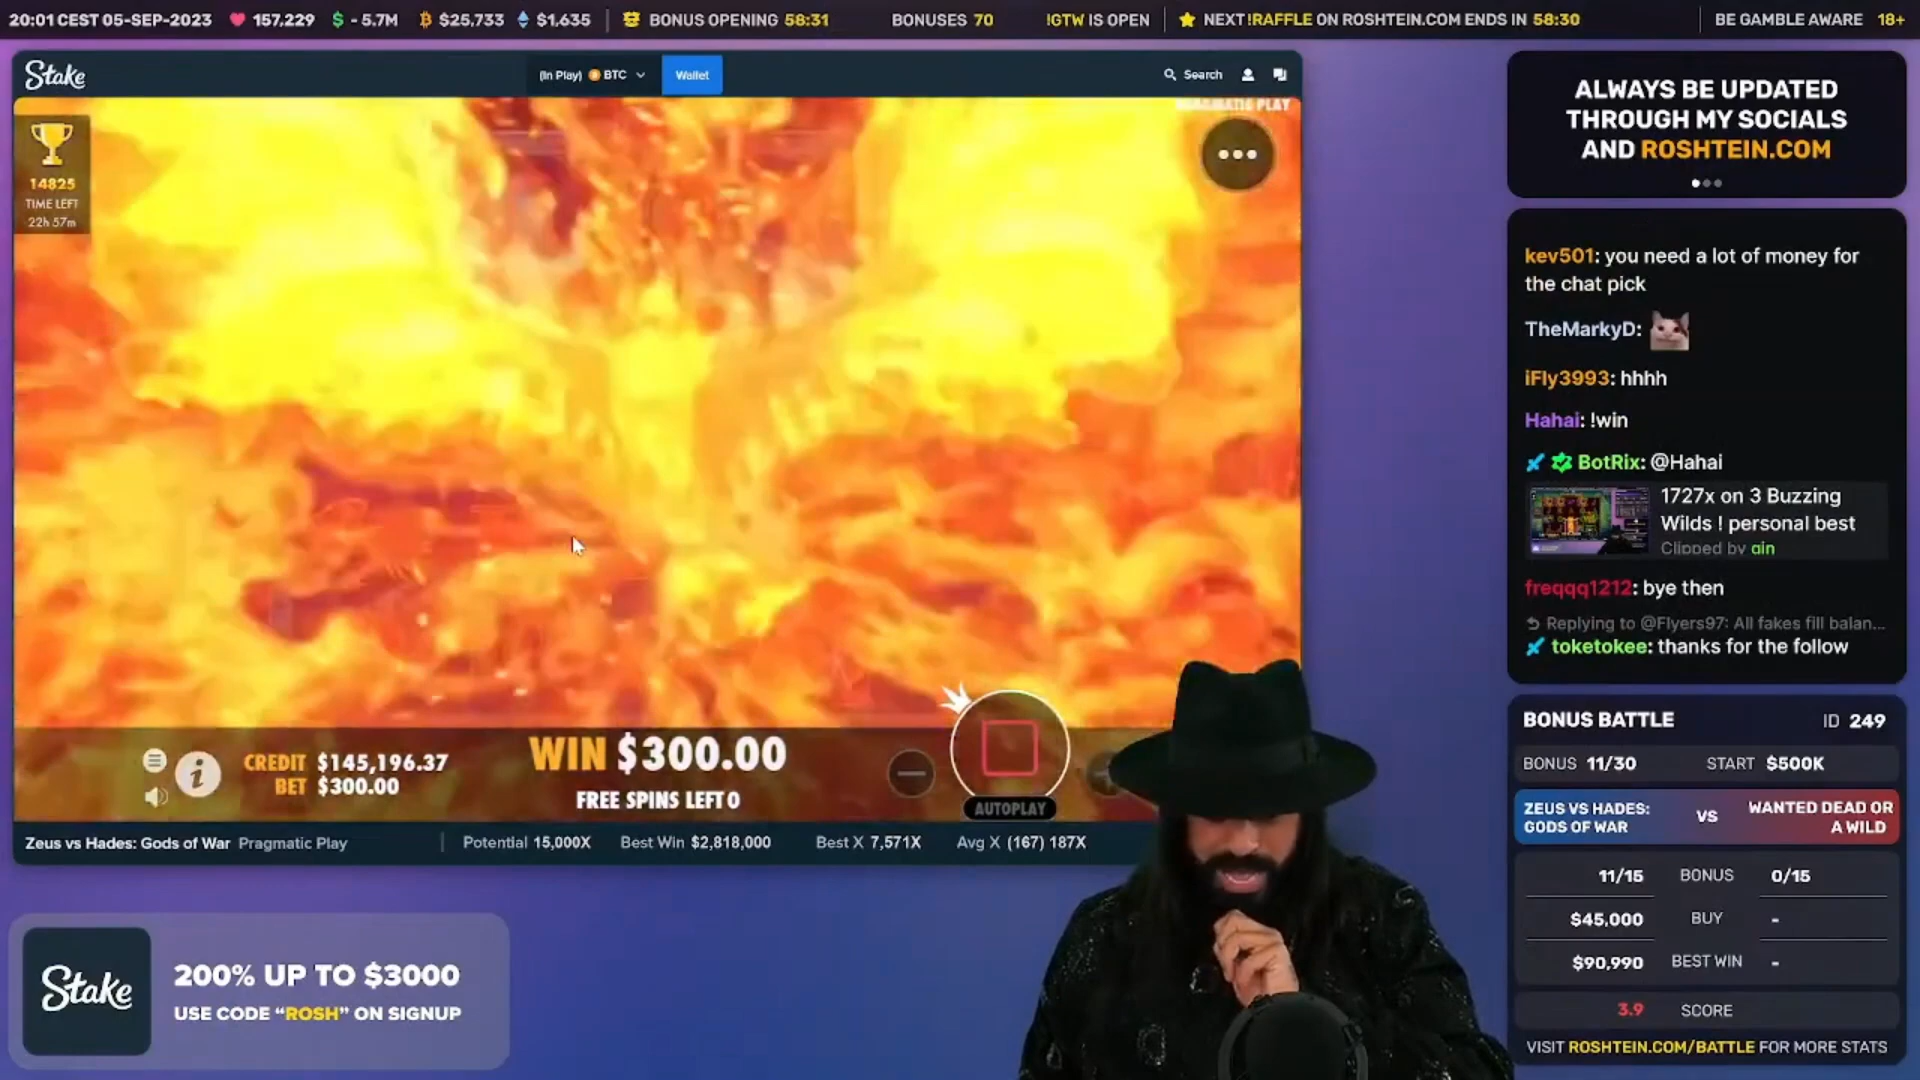 20:01 CEST 05-SEP-2023 157,229 $ - 5.7M $25,733 $1,635 BONUS OPENING 58:31 BONUSES 70 !GTW IS OPEN NEXT !RAFFLE ON ROSHTEIN.COM ENDS IN 58:30 BE GAMBLE AWARE 18+
Stake
(In Play) BTC
Wallet
Search
PRAGMATIC PLAY
14825
TIME LEFT
22h 57m
CREDIT $145,196.37
BET $300.00
WIN $300.00
FREE SPINS LEFT 0
AUTOPLAY
Zeus vs Hades: Gods of War Pragmatic Play Potential 15,000X Best Win $2,818,000 Best X 7,571X Avg X (167) 187X
Stake
200% UP TO $3000
USE CODE “ROSH” ON SIGNUP
ALWAYS BE UPDATED
THROUGH MY SOCIALS
AND ROSHTEIN.COM
kev501: you need a lot of money for
the chat pick
TheMarkyD:
iFly3993: hhhh
Hahai: !win
BotRix: @Hahai
1727x on 3 Buzzing
Wilds ! personal best
Clipped by ain
freqqq1212: bye then
Replying to @Flyers97: All fakes fill balan...
toketokee: thanks for the follow
BONUS BATTLE ID 249
BONUS 11/30 START $500K
ZEUS VS HADES:
GODS OF WAR
VS
WANTED DEAD OR
A WILD
11/15 BONUS 0/15
$45,000 BUY -
$90,990 BEST WIN -
3.9 SCORE
VISIT ROSHTEIN.COM/BATTLE FOR MORE STATS